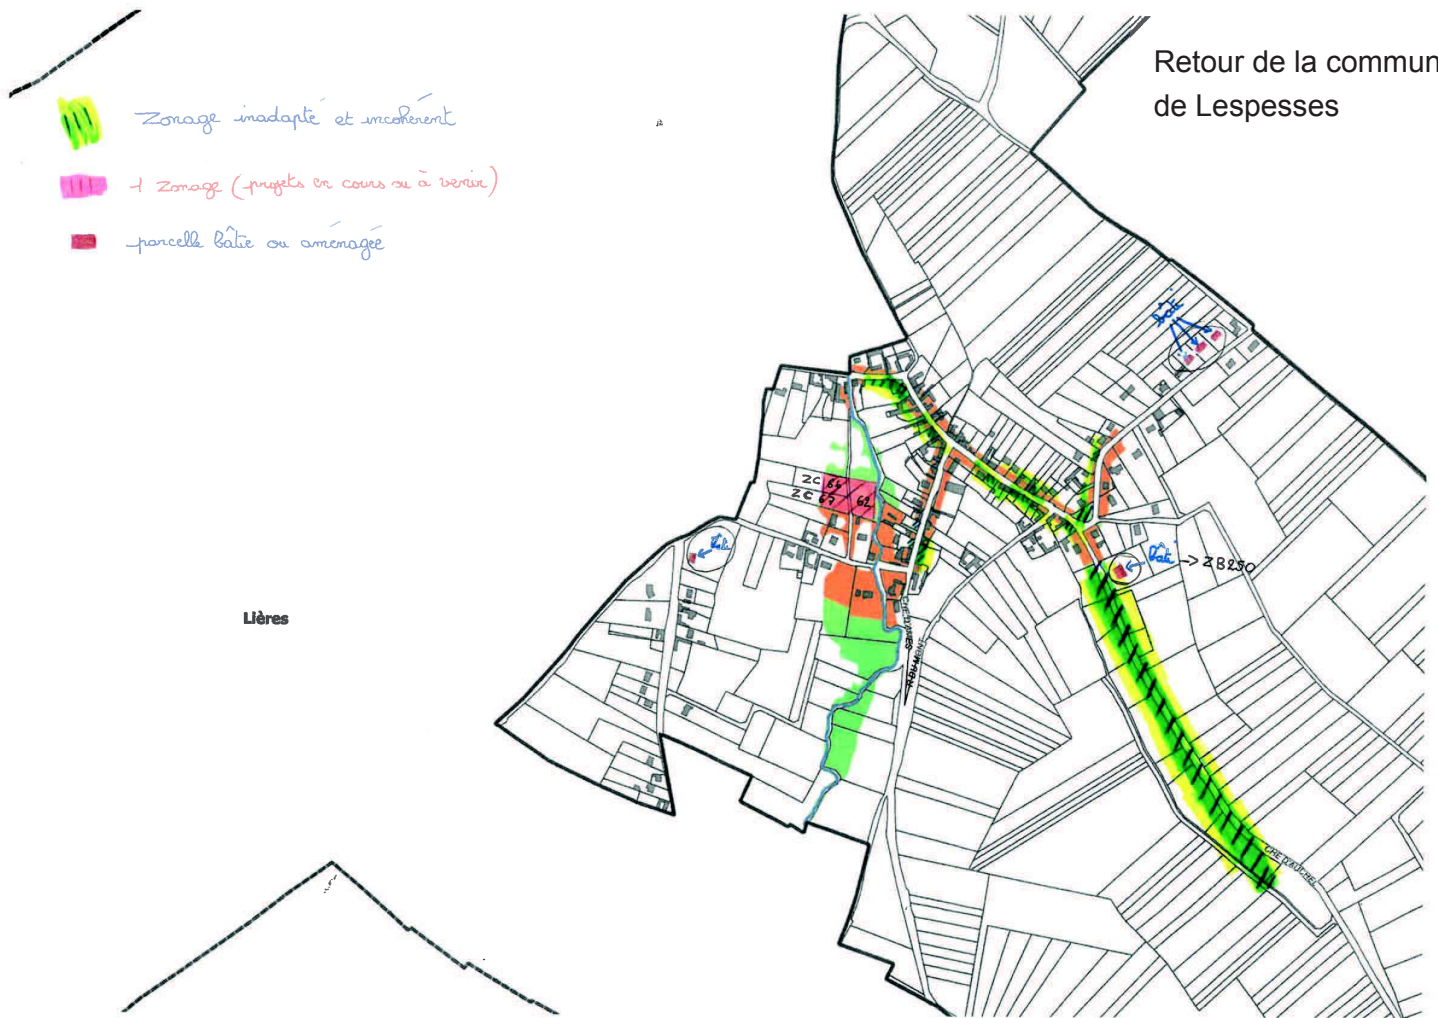 Retour de la commun
de Lespesses
Zonage inadapté et incohérent
1 zonage (projets en cours ou à venir)
parcelle bâtie ou aménagée
Bâti
ZC 64
ZC 67 62
Bâti
Bâti → ZB250
Lières
CHE D'AUCHEL